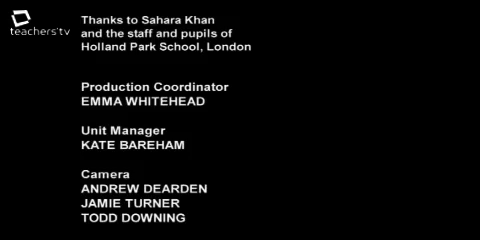 teachers'tv
Thanks to Sahara Khan
and the staff and pupils of
Holland Park School, London
Production Coordinator
EMMA WHITEHEAD
Unit Manager
KATE BAREHAM
Camera
ANDREW DEARDEN
JAMIE TURNER
TODD DOWNING